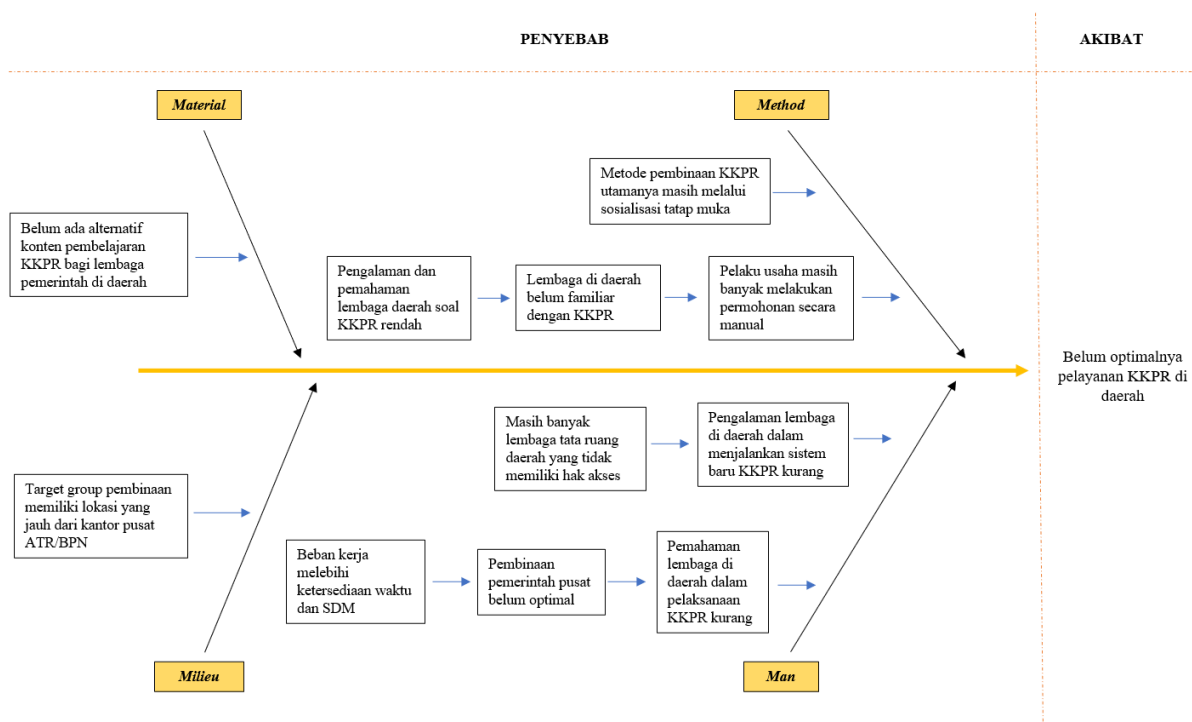 PENYEBAB
AKIBAT
Material
Method
Metode pembinaan KKPR
utamanya masih melalui
sosialisasi tatap muka
Belum ada alternatif
konten pembelajaran
KKPR bagi lembaga
pemerintah di daerah
Pengalaman dan
pemahaman
lembaga daerah soal
KKPR rendah
Lembaga di daerah
belum familiar
dengan KKPR
Pelaku usaha masih
banyak melakukan
permohonan secara
manual
Belum optimalnya
pelayanan KKPR di
daerah
Masih banyak
lembaga tata ruang
daerah yang tidak
memiliki hak akses
Pengalaman lembaga
di daerah dalam
menjalankan sistem
baru KKPR kurang
Target group pembinaan
memiliki lokasi yang
jauh dari kantor pusat
ATR/BPN
Beban kerja
melebihi
ketersediaan waktu
dan SDM
Pembinaan
pemerintah pusat
belum optimal
Pemahaman
lembaga di
daerah dalam
pelaksanaan
KKPR kurang
Milieu
Man